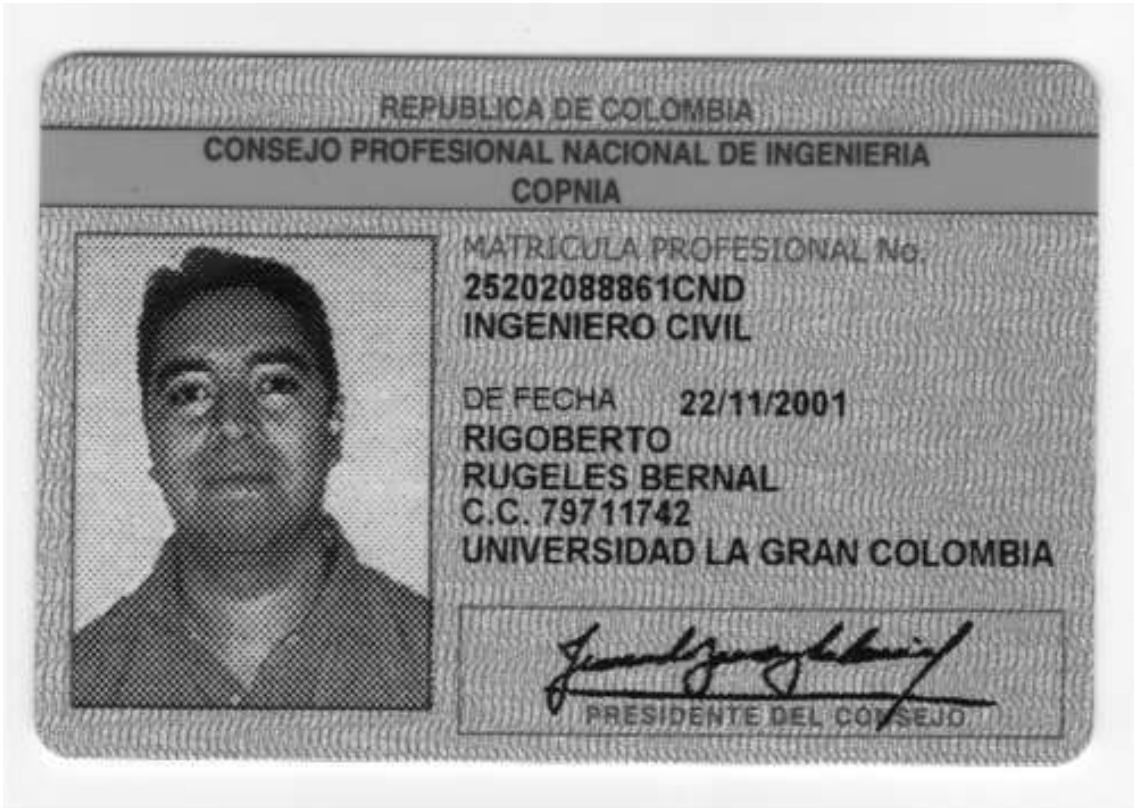 REPUBLICA DE COLOMBIA
CONSEJO PROFESIONAL NACIONAL DE INGENIERIA
COPNIA
MATRICULA PROFESIONAL No.
25202088861CND
INGENIERO CIVIL
DE FECHA 22/11/2001
RIGOBERTO
RUGELES BERNAL
C.C. 79711742
UNIVERSIDAD LA GRAN COLOMBIA
PRESIDENTE DEL CONSEJO